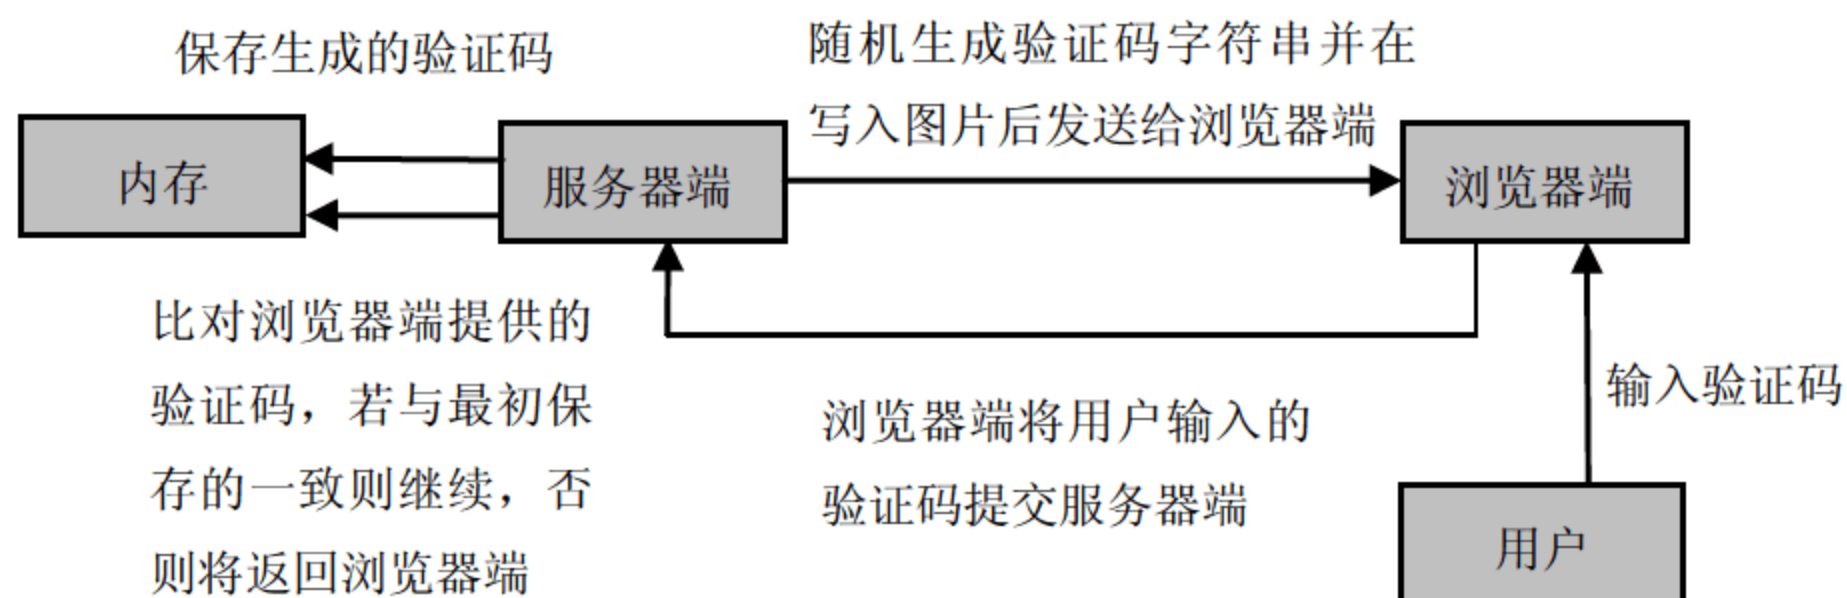 保存生成的验证码
随机生成验证码字符串并在
写入图片后发送给浏览器端
内存
服务器端
浏览器端
比对浏览器端提供的
验证码，若与最初保
存的一致则继续，否
则将返回浏览器端
浏览器端将用户输入的
验证码提交服务器端
输入验证码
用户